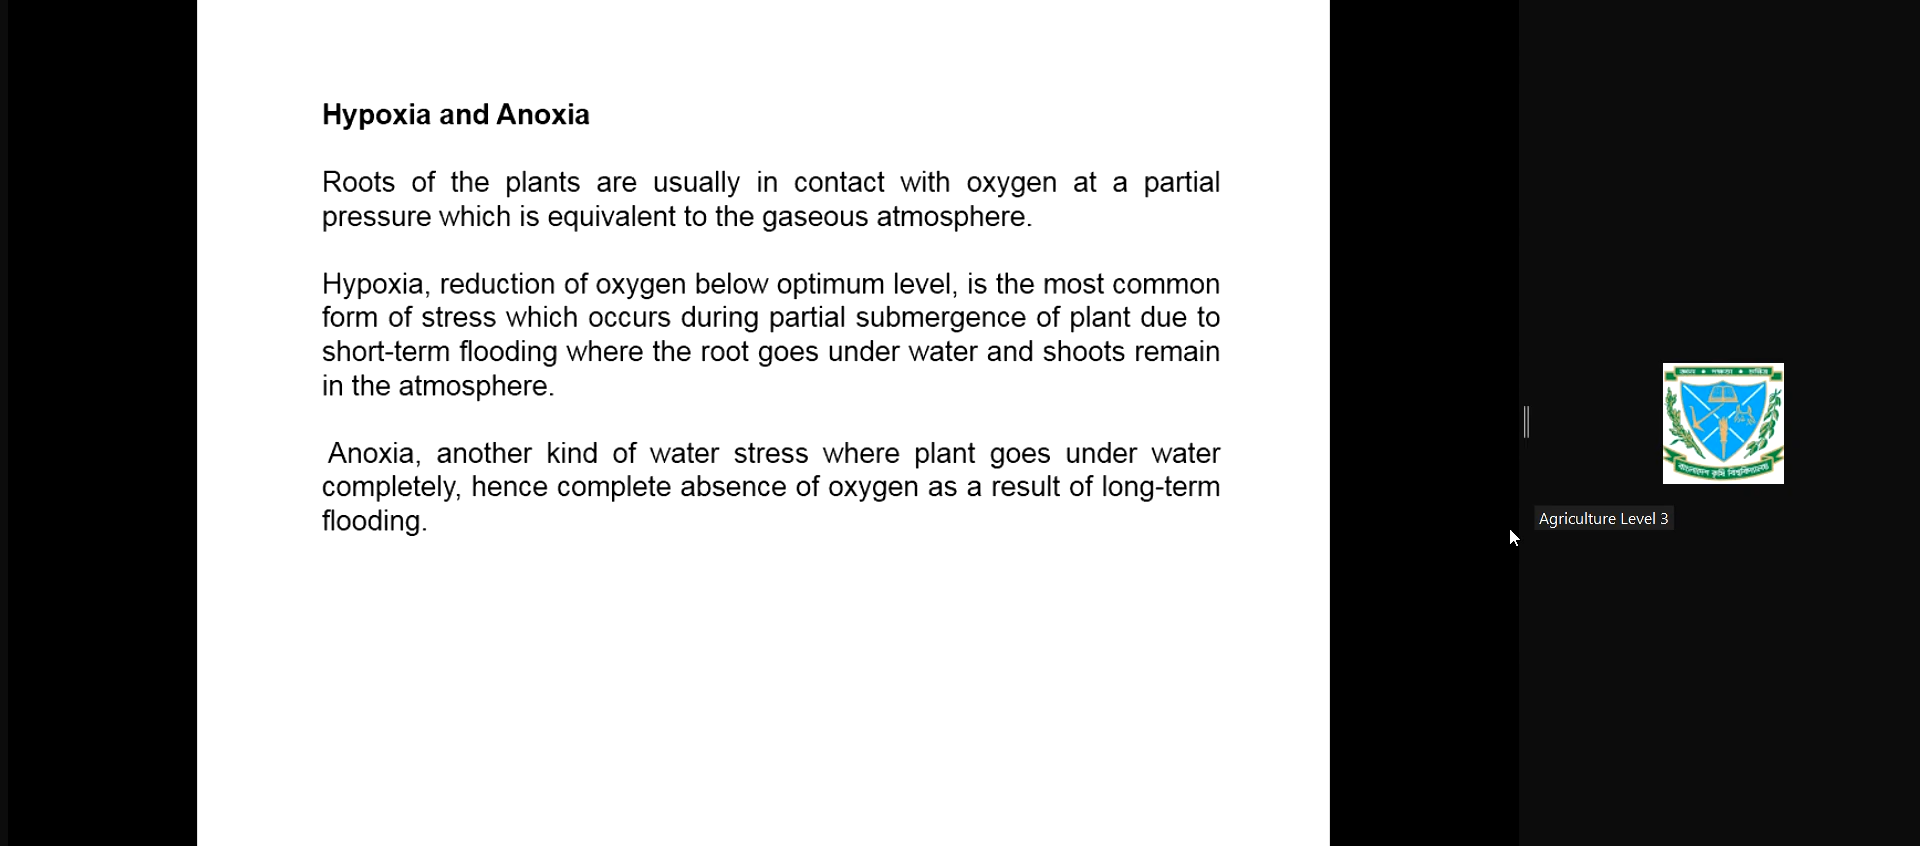 Hypoxia and Anoxia
Roots of the plants are usually in contact with oxygen at a partial
pressure which is equivalent to the gaseous atmosphere.
Hypoxia, reduction of oxygen below optimum level, is the most common
form of stress which occurs during partial submergence of plant due to
short-term flooding where the root goes under water and shoots remain
in the atmosphere.
Anoxia, another kind of water stress where plant goes under water
completely, hence complete absence of oxygen as a result of long-term
flooding.
বাংলাদেশ কৃষি বিশ্ববিদ্যালয়
Agriculture Level 3